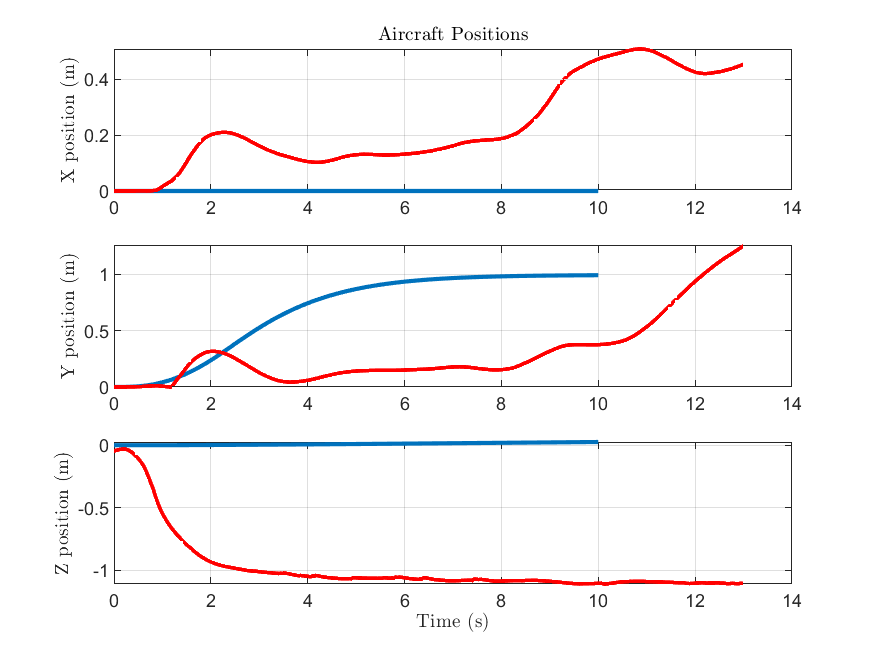 Aircraft Positions
X position (m)
0.4
0.2
0
0 2 4 6 8 10 12 14
Y position (m)
1
0.5
0
0 2 4 6 8 10 12 14
Z position (m)
0
-0.5
-1
0 2 4 6 8 10 12 14
Time (s)